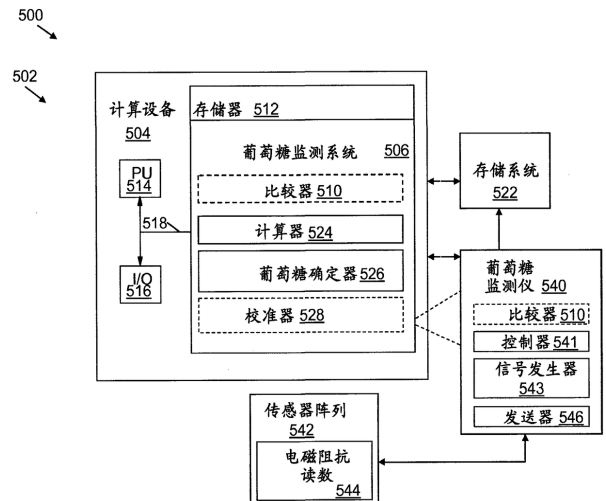 500
502
计算设备
504
存储器 512
葡萄糖监测系统 506
比较器 510
计算器 524
葡萄糖确定器 526
校准器 528
PU
514
518
I/O
516
存储系统
522
葡萄糖
监测仪 540
比较器 510
控制器 541
信号发生器
543
发送器 546
传感器阵列
542
电磁阻抗
读数
544